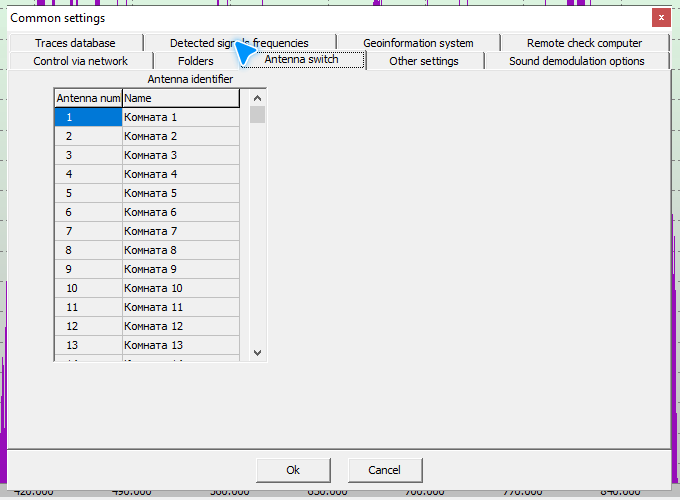 Common settings
Traces database Detected signals frequencies Geoinformation system Remote check computer
Control via network Folders Antenna switch Other settings Sound demodulation options
Antenna identifier
Antenna num Name
1 Комната 1
2 Комната 2
3 Комната 3
4 Комната 4
5 Комната 5
6 Комната 6
7 Комната 7
8 Комната 8
9 Комната 9
10 Комната 10
11 Комната 11
12 Комната 12
13 Комната 13
Ok Cancel
420.000 490.000 560.000 630.000 700.000 770.000 840.000